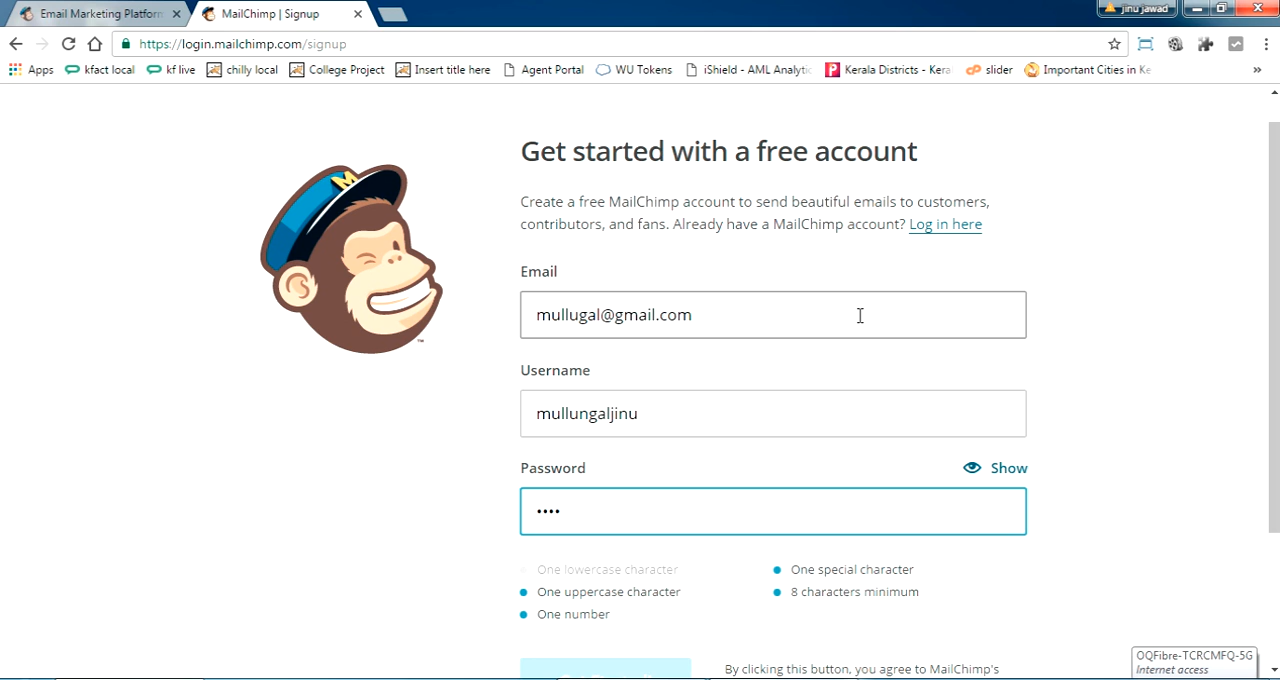 Email Marketing Platform
MailChimp | Signup
jinu jawad
https://login.mailchimp.com/signup
Apps kfact local kf live chilly local College Project Insert title here Agent Portal WU Tokens iShield - AML Analytic Kerala Districts - Kera slider Important Cities in Ke »
Get started with a free account
Create a free MailChimp account to send beautiful emails to customers,
contributors, and fans. Already have a MailChimp account? Log in here
Email
mullugal@gmail.com
Username
mullungaljinu
Password Show
••••
One lowercase character
One special character
One uppercase character
8 characters minimum
One number
By clicking this button, you agree to MailChimp's
OQFibre-TCRCMFQ-5G
Internet access
M
TM